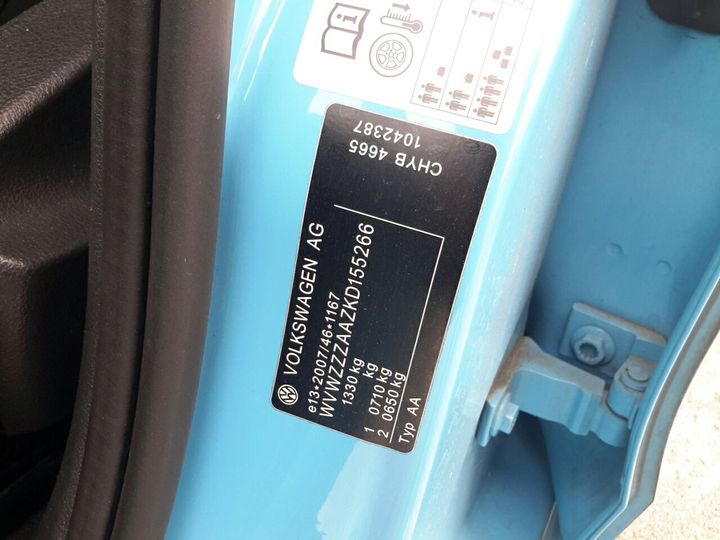 VOLKSWAGEN AG
e13*2007/46*1167
WVWZZZAAZKD155266
1330 kg
kg
1 0710 kg
2 0650 kg
Typ AA
CHYB 4665
1042387